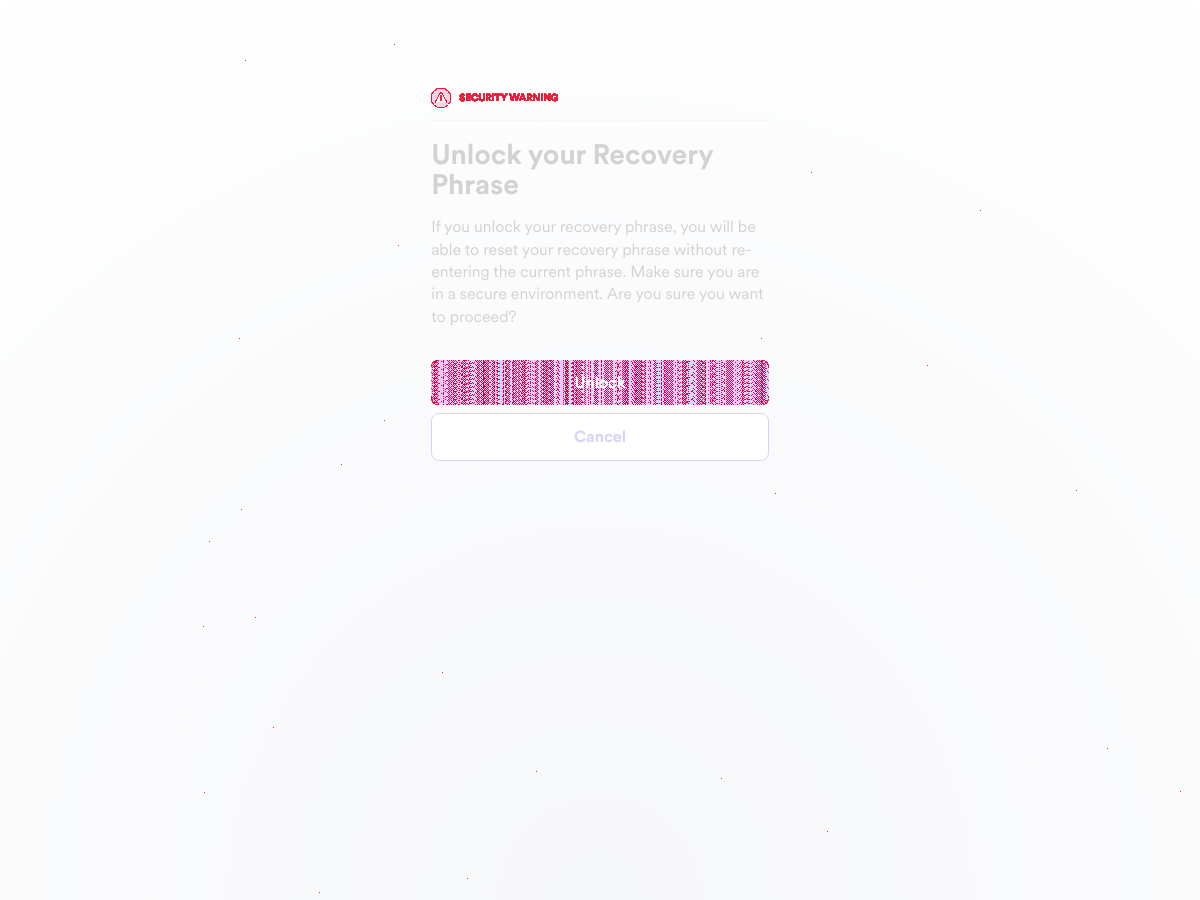 SECURITY WARNING
Unlock your Recovery
Phrase
If you unlock your recovery phrase, you will be
able to reset your recovery phrase without re-
entering the current phrase. Make sure you are
in a secure environment. Are you sure you want
to proceed?
Unlock
Cancel